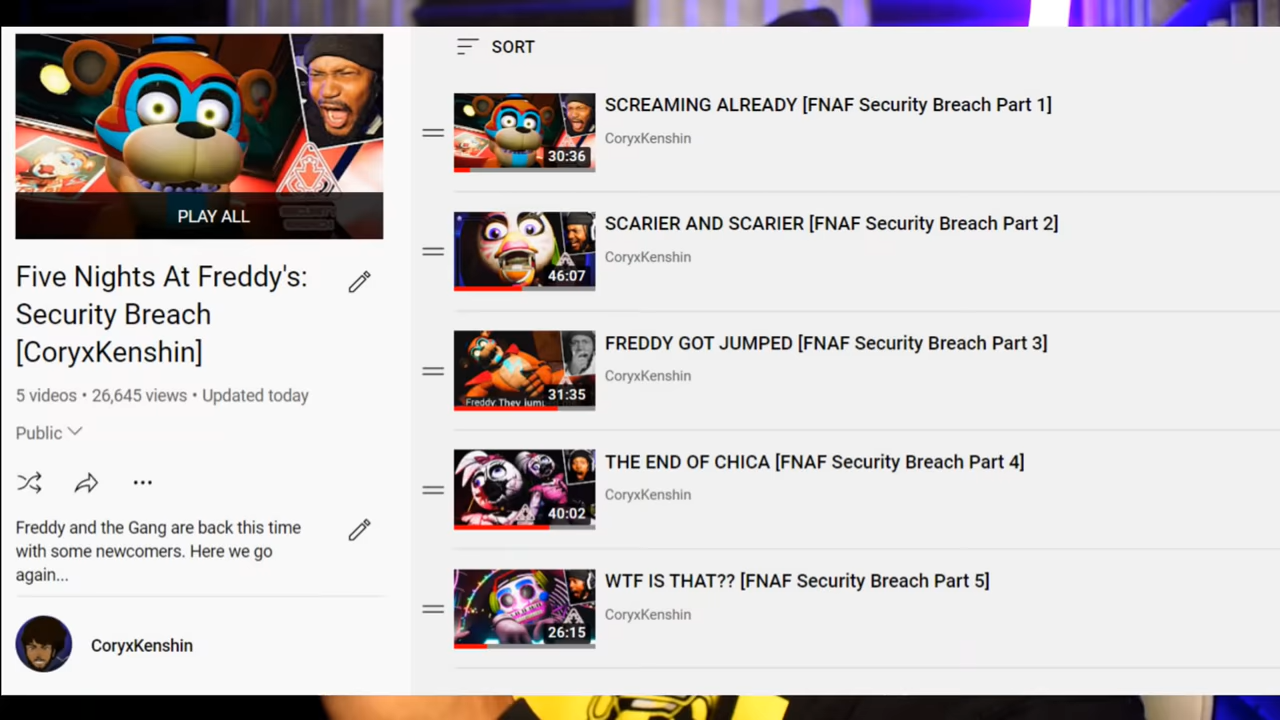 PLAY ALL
Five Nights At Freddy's:
Security Breach
[CoryxKenshin]
5 videos • 26,645 views • Updated today
Public
Freddy and the Gang are back this time
with some newcomers. Here we go
again...
CoryxKenshin
SORT
SCREAMING ALREADY [FNAF Security Breach Part 1]
CoryxKenshin
30:36
SCARIER AND SCARIER [FNAF Security Breach Part 2]
CoryxKenshin
46:07
FREDDY GOT JUMPED [FNAF Security Breach Part 3]
CoryxKenshin
31:35
Freddy: They
THE END OF CHICA [FNAF Security Breach Part 4]
CoryxKenshin
40:02
WTF IS THAT?? [FNAF Security Breach Part 5]
CoryxKenshin
26:15